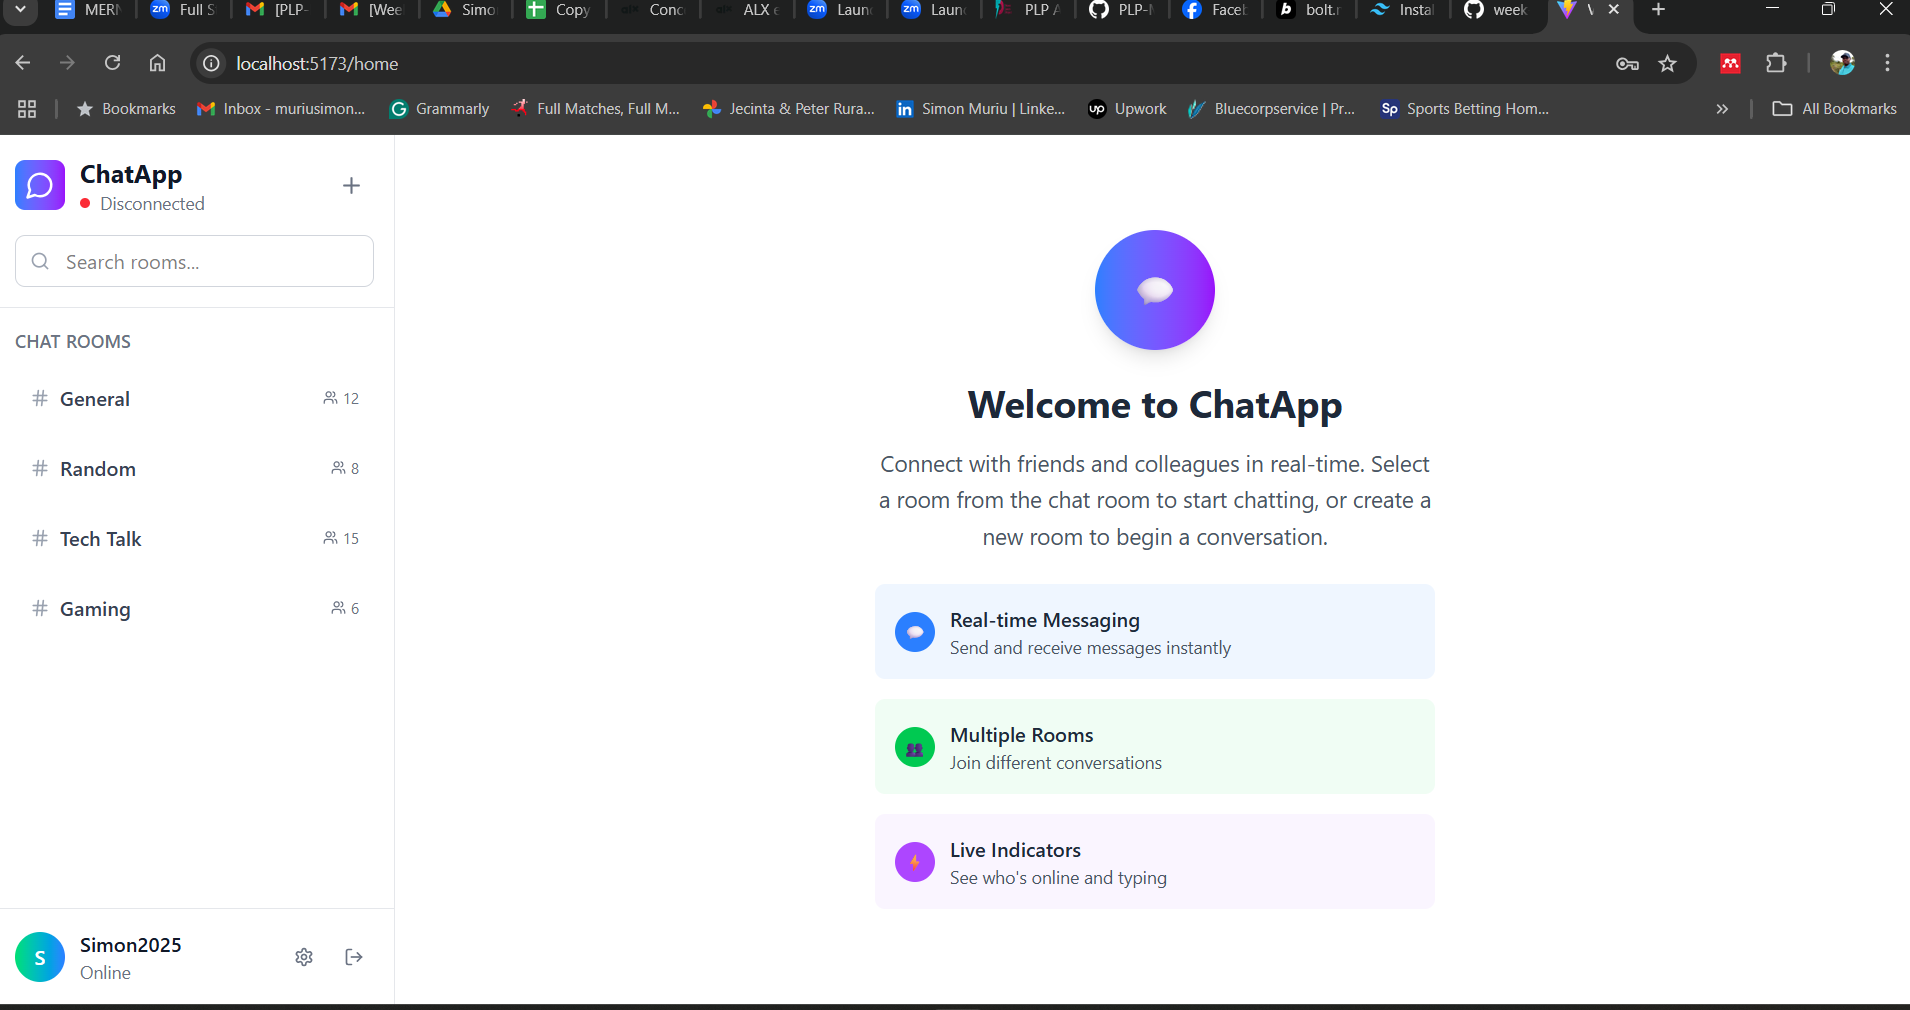 MERN
Full S
[PLP-
[Wee
Simo
Copy
Conc
ALX e
Laun
Laun
PLP A
PLP-M
Faceb
bolt.n
Instal
week
localhost:5173/home
Bookmarks
Inbox - muriusimon...
Grammarly
Full Matches, Full M...
Jecinta & Peter Rura...
Simon Muriu | Linke...
Upwork
Bluecorpservice | Pr...
Sports Betting Hom...
All Bookmarks
ChatApp
Disconnected
Search rooms...
CHAT ROOMS
# General 12
# Random 8
# Tech Talk 15
# Gaming 6
S
Simon2025
Online
Welcome to ChatApp
Connect with friends and colleagues in real-time. Select
a room from the chat room to start chatting, or create a
new room to begin a conversation.
Real-time Messaging
Send and receive messages instantly
Multiple Rooms
Join different conversations
Live Indicators
See who's online and typing